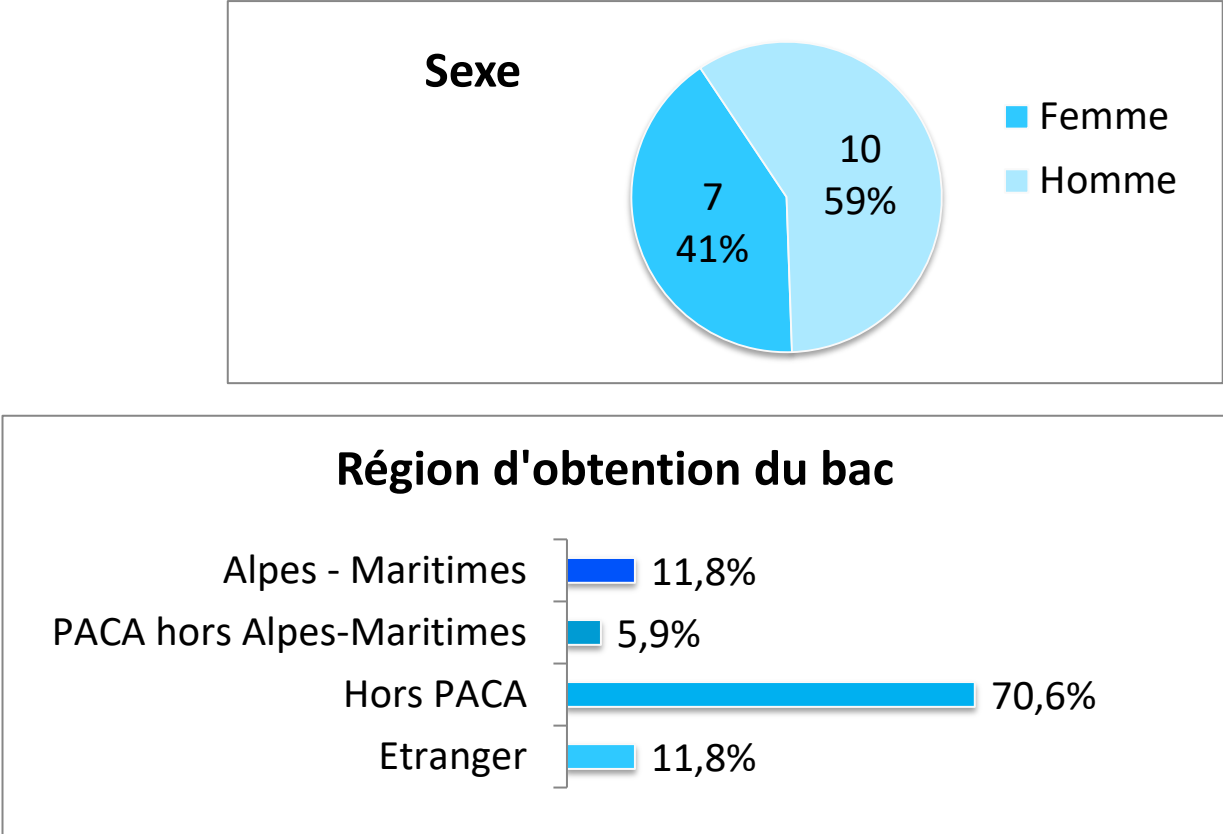 Sexe
10
59%
7
41%
Femme
Homme
Région d'obtention du bac
Alpes - Maritimes 11,8%
PACA hors Alpes-Maritimes 5,9%
Hors PACA 70,6%
Etranger 11,8%